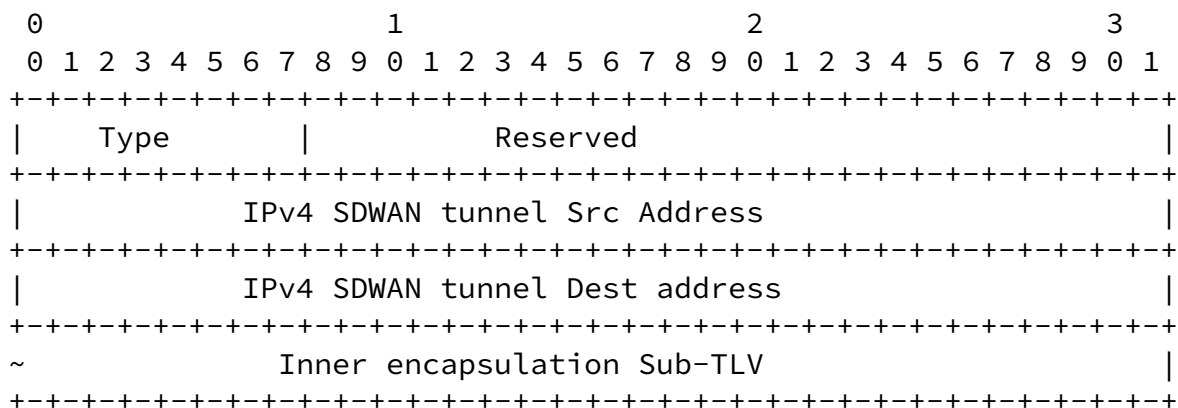 0                   1                   2                   3
 0 1 2 3 4 5 6 7 8 9 0 1 2 3 4 5 6 7 8 9 0 1 2 3 4 5 6 7 8 9 0 1
+-+-+-+-+-+-+-+-+-+-+-+-+-+-+-+-+-+-+-+-+-+-+-+-+-+-+-+-+-+-+-+-+
|    Type       |          Reserved                             |
+-+-+-+-+-+-+-+-+-+-+-+-+-+-+-+-+-+-+-+-+-+-+-+-+-+-+-+-+-+-+-+-+
|            IPv4 SDWAN tunnel Src Address                      |
+-+-+-+-+-+-+-+-+-+-+-+-+-+-+-+-+-+-+-+-+-+-+-+-+-+-+-+-+-+-+-+-+
|            IPv4 SDWAN tunnel Dest address                     |
+-+-+-+-+-+-+-+-+-+-+-+-+-+-+-+-+-+-+-+-+-+-+-+-+-+-+-+-+-+-+-+-+
~              Inner encapsulation Sub-TLV                      |
+-+-+-+-+-+-+-+-+-+-+-+-+-+-+-+-+-+-+-+-+-+-+-+-+-+-+-+-+-+-+-+-+